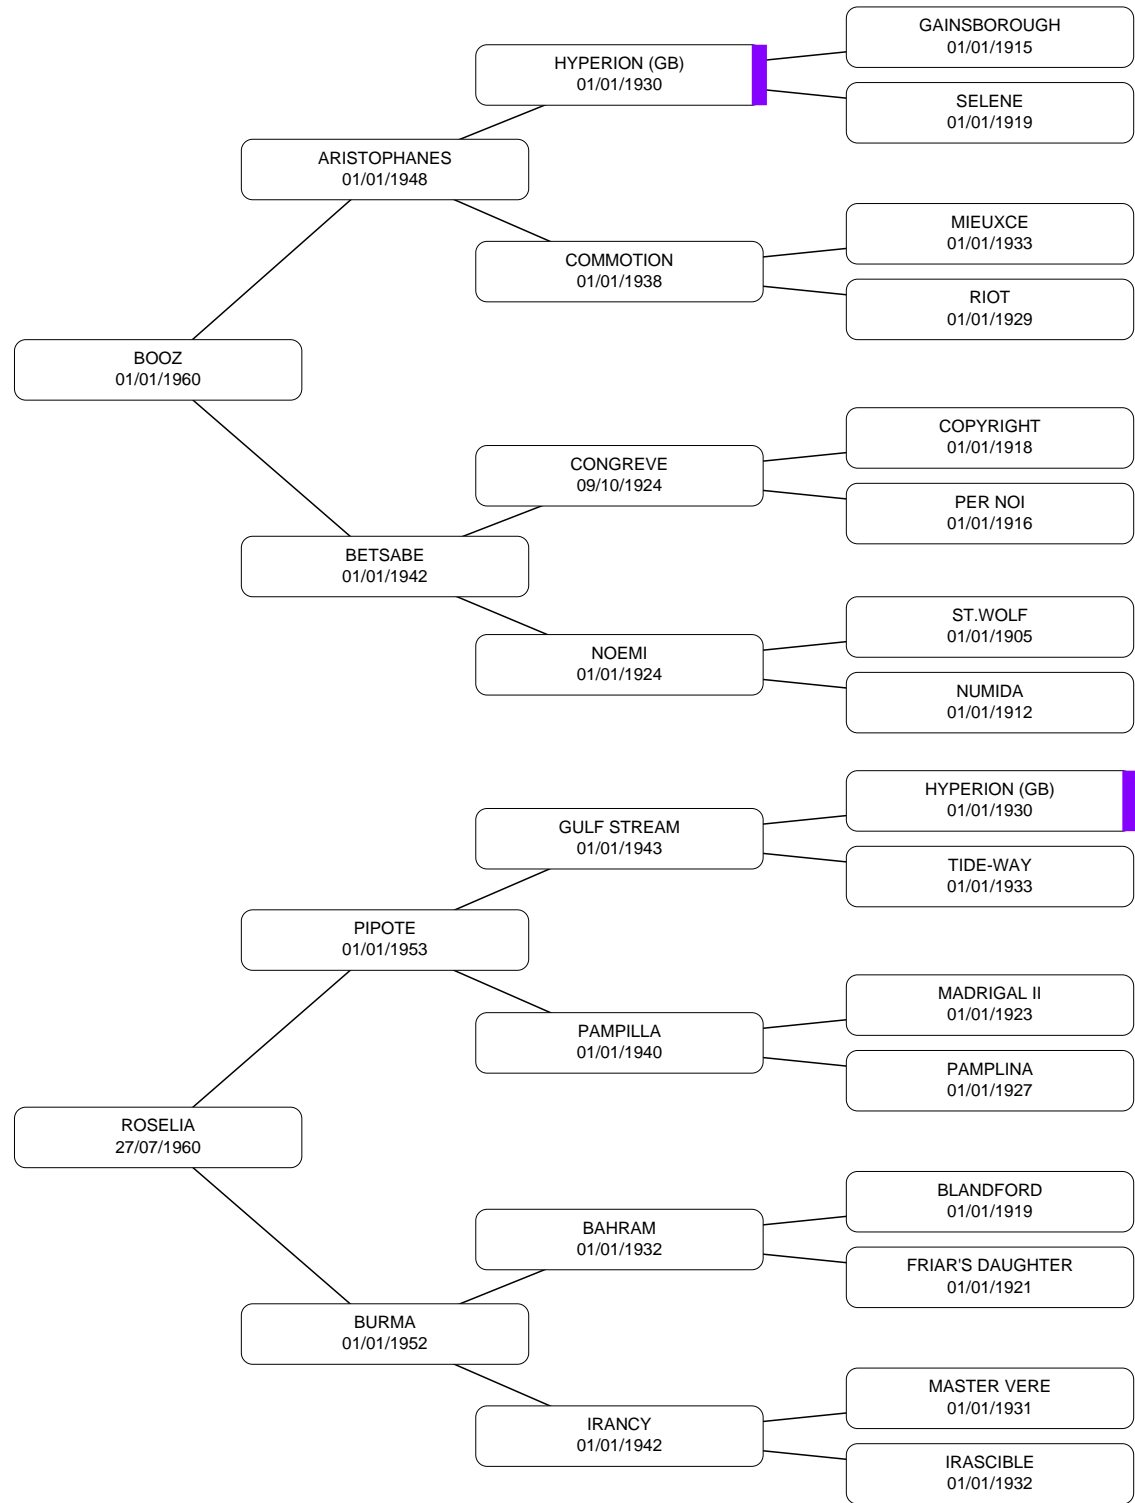 GAINSBOROUGH
01/01/1915
HYPERION (GB)
01/01/1930
SELENE
01/01/1919
ARISTOPHANES
01/01/1948
MIEUXCE
01/01/1933
COMMOTION
01/01/1938
RIOT
01/01/1929
BOOZ
01/01/1960
COPYRIGHT
01/01/1918
CONGREVE
09/10/1924
PER NOI
01/01/1916
BETSABE
01/01/1942
ST.WOLF
01/01/1905
NOEMI
01/01/1924
NUMIDA
01/01/1912
HYPERION (GB)
01/01/1930
GULF STREAM
01/01/1943
TIDE-WAY
01/01/1933
PIPOTE
01/01/1953
MADRIGAL II
01/01/1923
PAMPILLA
01/01/1940
PAMPLINA
01/01/1927
ROSELIA
27/07/1960
BLANDFORD
01/01/1919
BAHRAM
01/01/1932
FRIAR'S DAUGHTER
01/01/1921
BURMA
01/01/1952
MASTER VERE
01/01/1931
IRANCY
01/01/1942
IRASCIBLE
01/01/1932